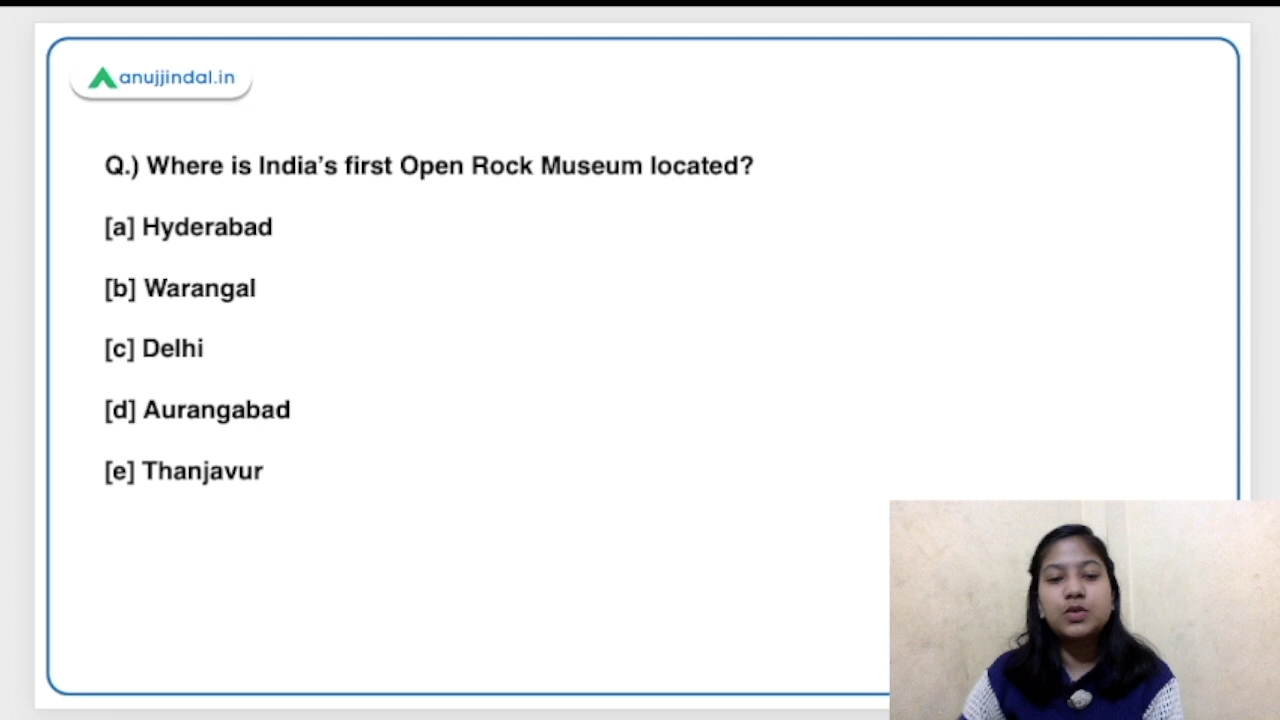 anujjindal.in
Q.) Where is India’s first Open Rock Museum located?
[a] Hyderabad
[b] Warangal
[c] Delhi
[d] Aurangabad
[e] Thanjavur